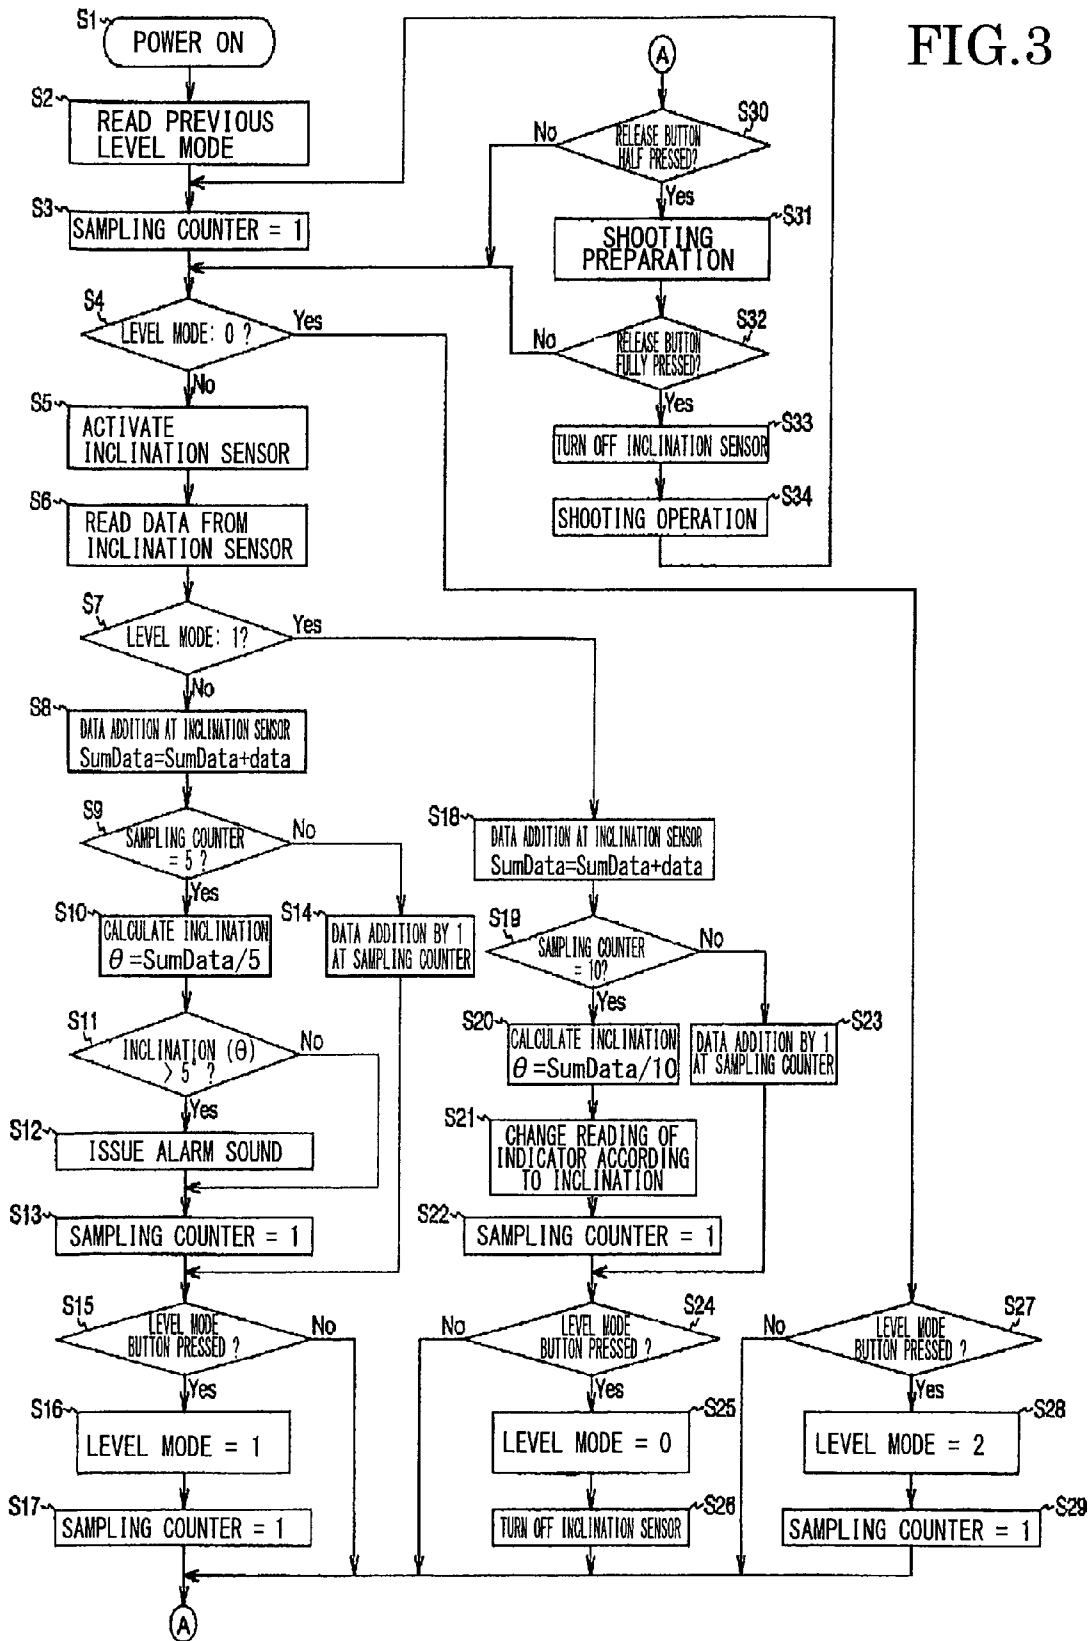 FIG.3
S1
POWER ON
S2
READ PREVIOUS
LEVEL MODE
S3
SAMPLING COUNTER = 1
S4
LEVEL MODE: 0 ?
Yes
No
S5
ACTIVATE
INCLINATION SENSOR
S6
READ DATA FROM
INCLINATION SENSOR
S7
LEVEL MODE: 1?
Yes
No
S8
DATA ADDITION AT INCLINATION SENSOR
SumData=SumData+data
S9
SAMPLING COUNTER
= 5 ?
No
Yes
S10
CALCULATE INCLINATION
θ =SumData/5
S14
DATA ADDITION BY 1
AT SAMPLING COUNTER
S11
INCLINATION (θ)
> 5° ?
No
Yes
S12
ISSUE ALARM SOUND
S13
SAMPLING COUNTER = 1
S15
LEVEL MODE
BUTTON PRESSED ?
No
Yes
S16
LEVEL MODE = 1
S17
SAMPLING COUNTER = 1
A
S18
DATA ADDITION AT INCLINATION SENSOR
SumData=SumData+data
S19
SAMPLING COUNTER
= 10?
No
Yes
S20
CALCULATE INCLINATION
θ =SumData/10
S23
DATA ADDITION BY 1
AT SAMPLING COUNTER
S21
CHANGE READING OF
INDICATOR ACCORDING
TO INCLINATION
S22
SAMPLING COUNTER = 1
S24
LEVEL MODE
BUTTON PRESSED ?
No
Yes
S25
LEVEL MODE = 0
S26
TURN OFF INCLINATION SENSOR
S27
LEVEL MODE
BUTTON PRESSED ?
No
Yes
S28
LEVEL MODE = 2
S29
SAMPLING COUNTER = 1
A
S30
RELEASE BUTTON
HALF PRESSED?
No
Yes
S31
SHOOTING
PREPARATION
S32
RELEASE BUTTON
FULLY PRESSED?
No
Yes
S33
TURN OFF INCLINATION SENSOR
S34
SHOOTING OPERATION